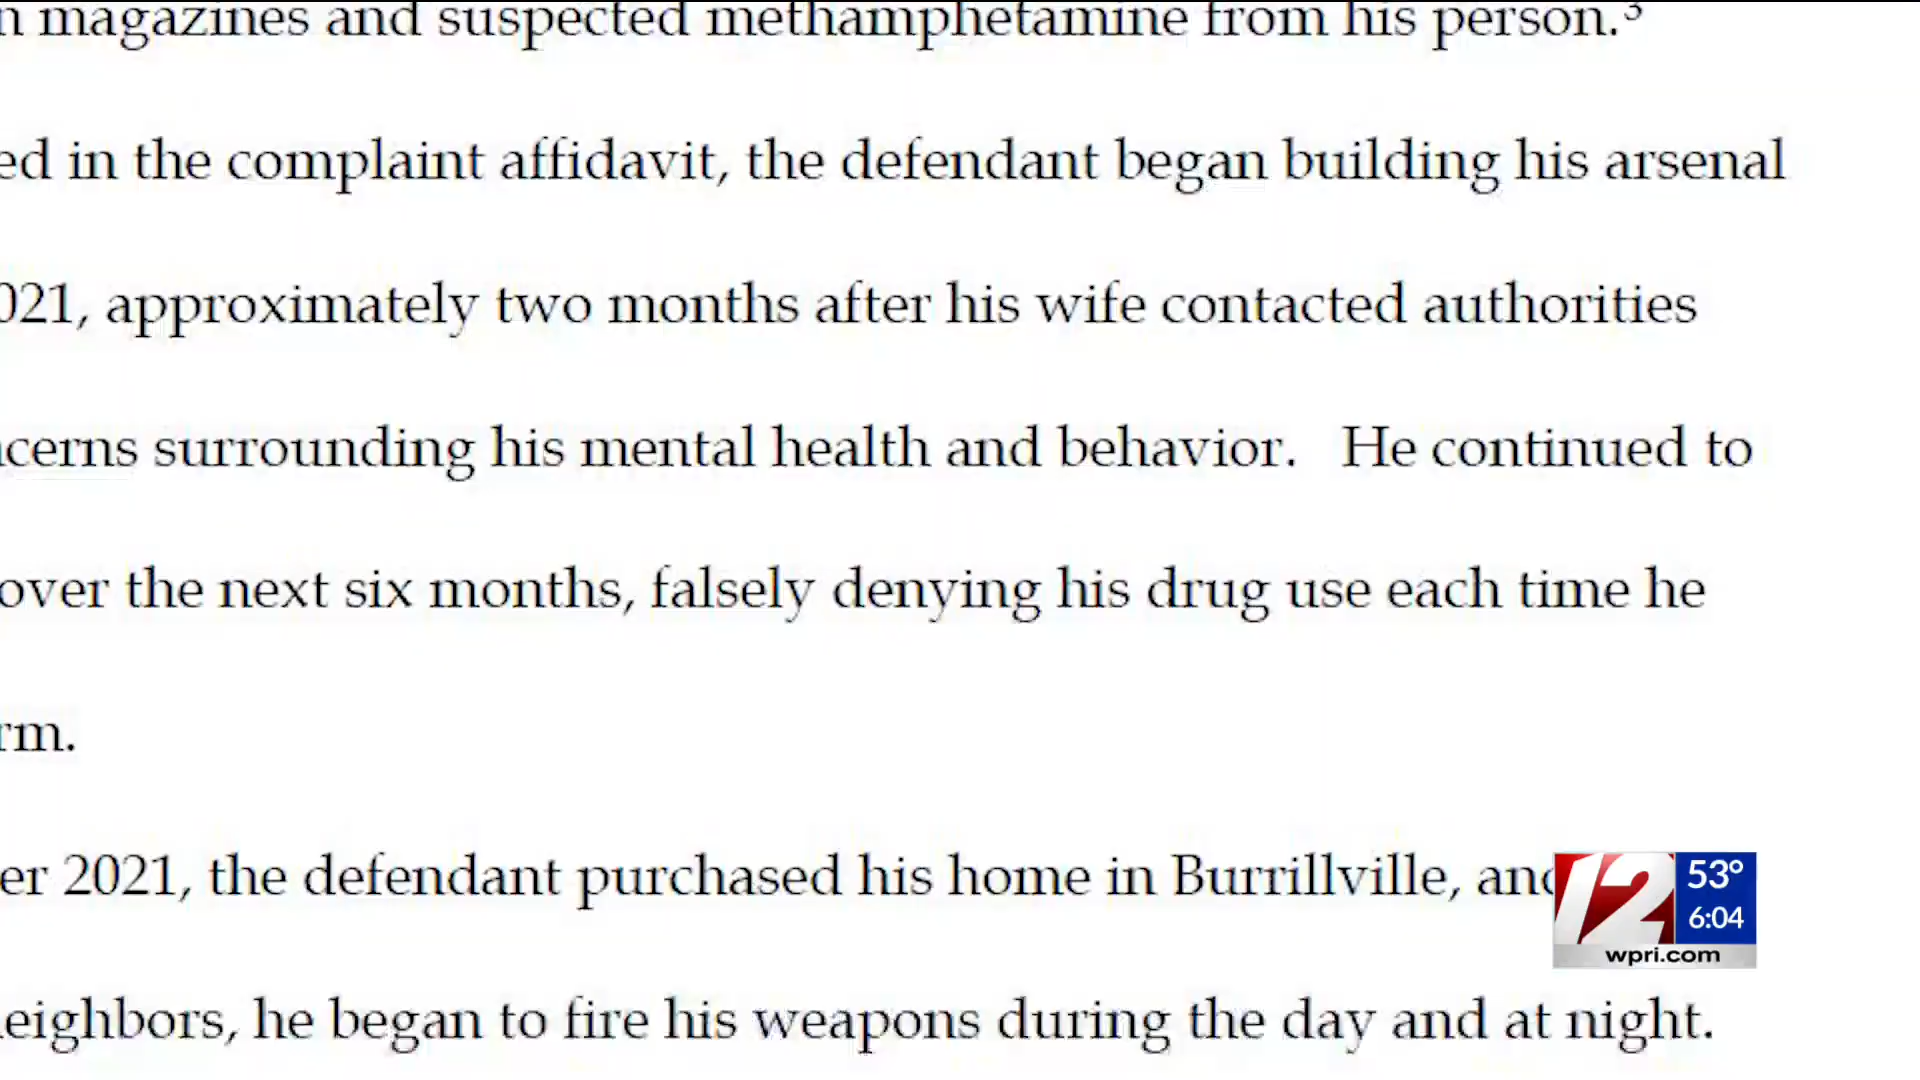 n magazines and suspected methamphetamine from his person.³
ed in the complaint affidavit, the defendant began building his arsenal
021, approximately two months after his wife contacted authorities
cerns surrounding his mental health and behavior. He continued to
over the next six months, falsely denying his drug use each time he
rm.
er 2021, the defendant purchased his home in Burrillville, and
eighbors, he began to fire his weapons during the day and at night.
12
53°
6:04
wpri.com